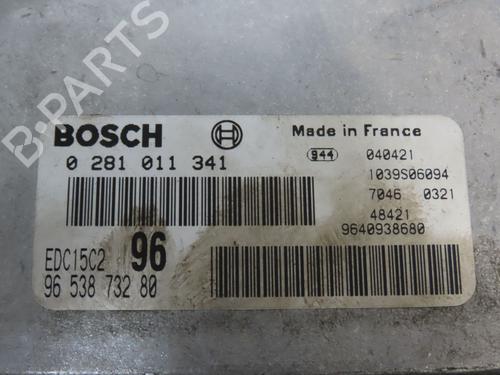 B-PARTS
BOSCH
Made in France
0 281 011 341
944 040421
1039S06094
7046 0321
48421
9640938680
EDC15C2 96
96 538 732 80